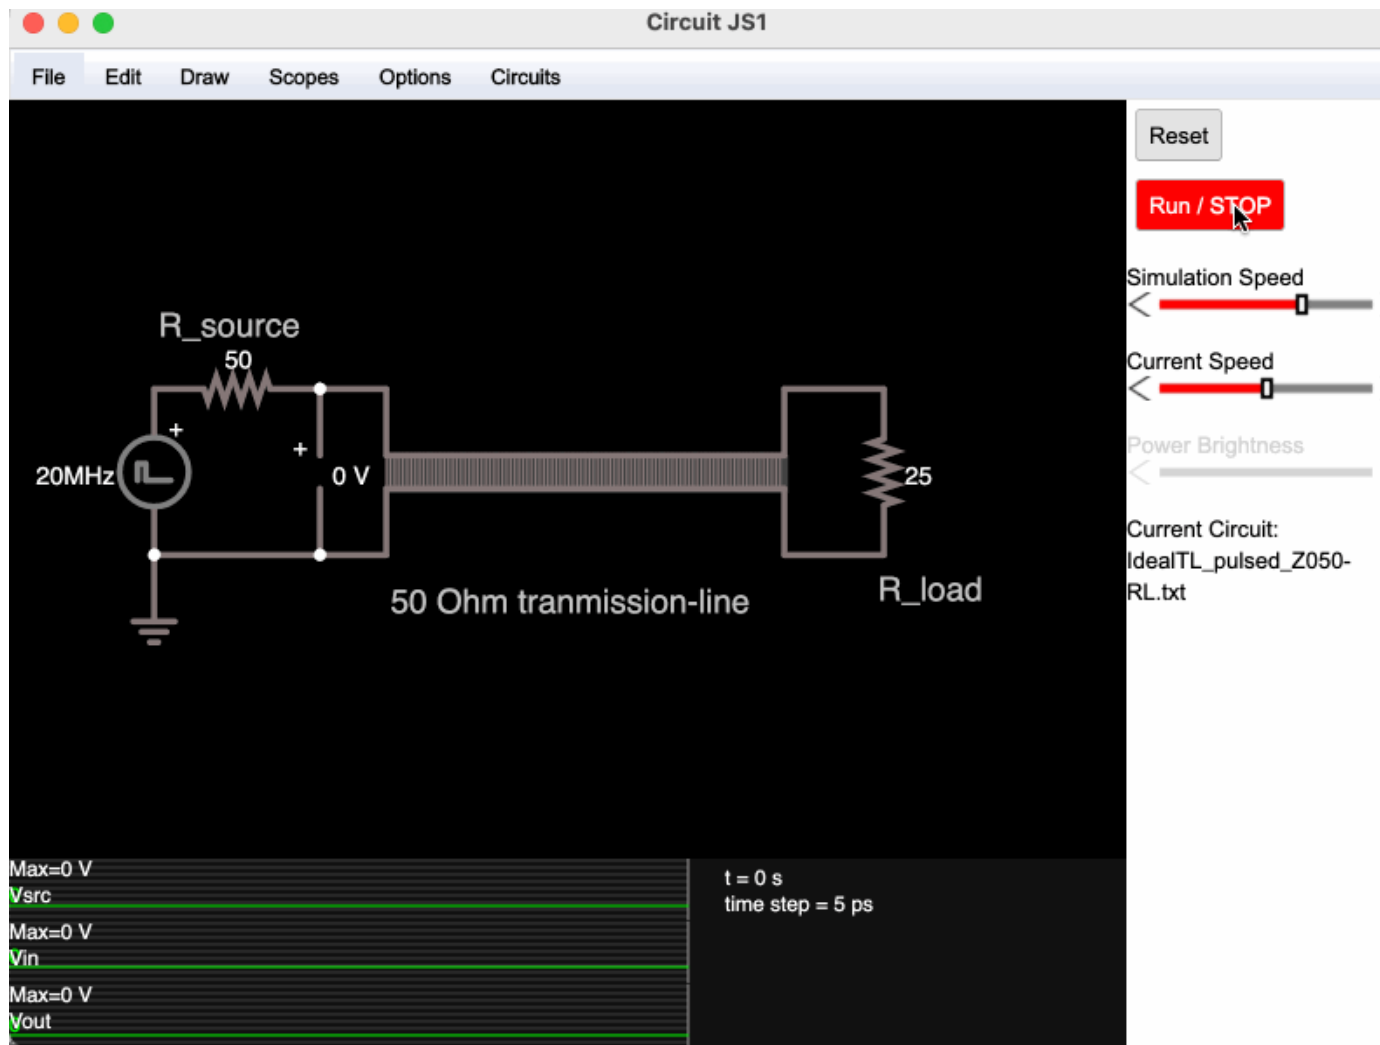 Circuit JS1
File Edit Draw Scopes Options Circuits
Reset
Run / STOP
Simulation Speed
Current Speed
Power Brightness
Current Circuit:
IdealTL_pulsed_Z050-
RL.txt
R_source
50
+
+
20MHz
0 V
25
50 Ohm tranmission-line
R_load
Max=0 V
Vsrc
Max=0 V
Vin
Max=0 V
Vout
t = 0 s
time step = 5 ps